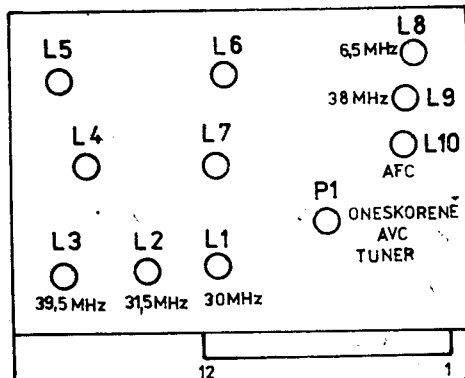 L8
L5
L6
6,5 MHz
38 MHz
L9
L4
L7
L10
AFC
P1
ONESKORENĚ
AVC
TUNER
L3
L2
L1
39,5 MHz
31,5 MHz
30MHz
12
1